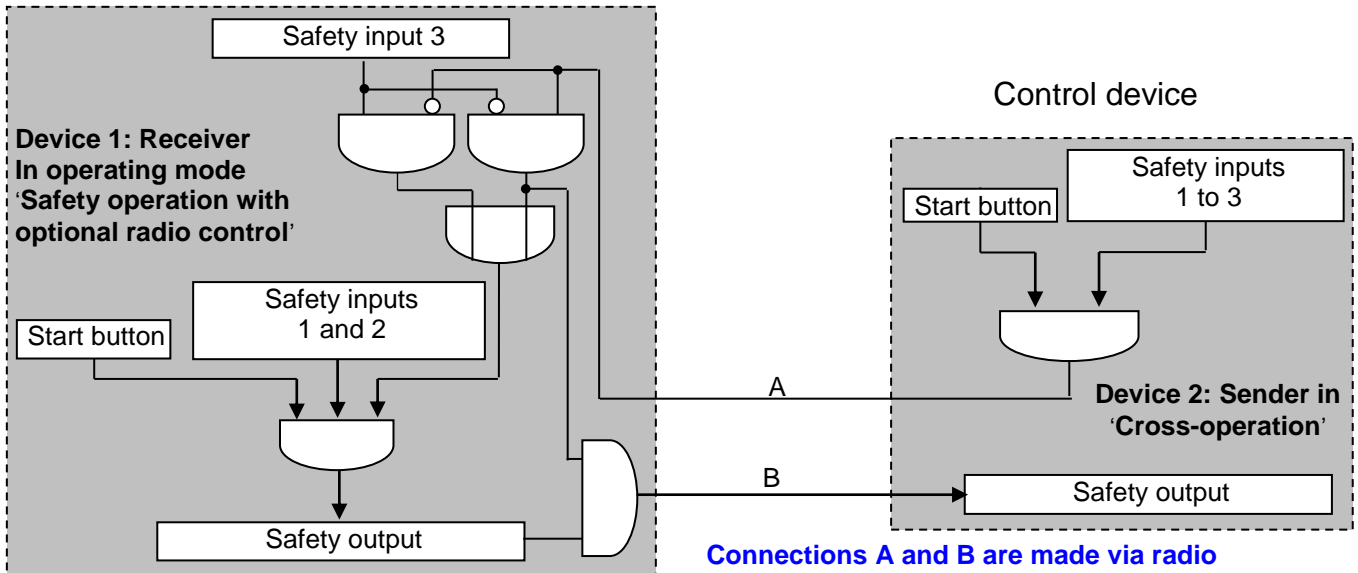 Safety input 3
Device 1: Receiver
In operating mode
‘Safety operation with
optional radio control’
Safety inputs
1 and 2
Start button
Safety output
A
B
Connections A and B are made via radio
Control device
Safety inputs
1 to 3
Start button
Device 2: Sender in
‘Cross-operation’
Safety output